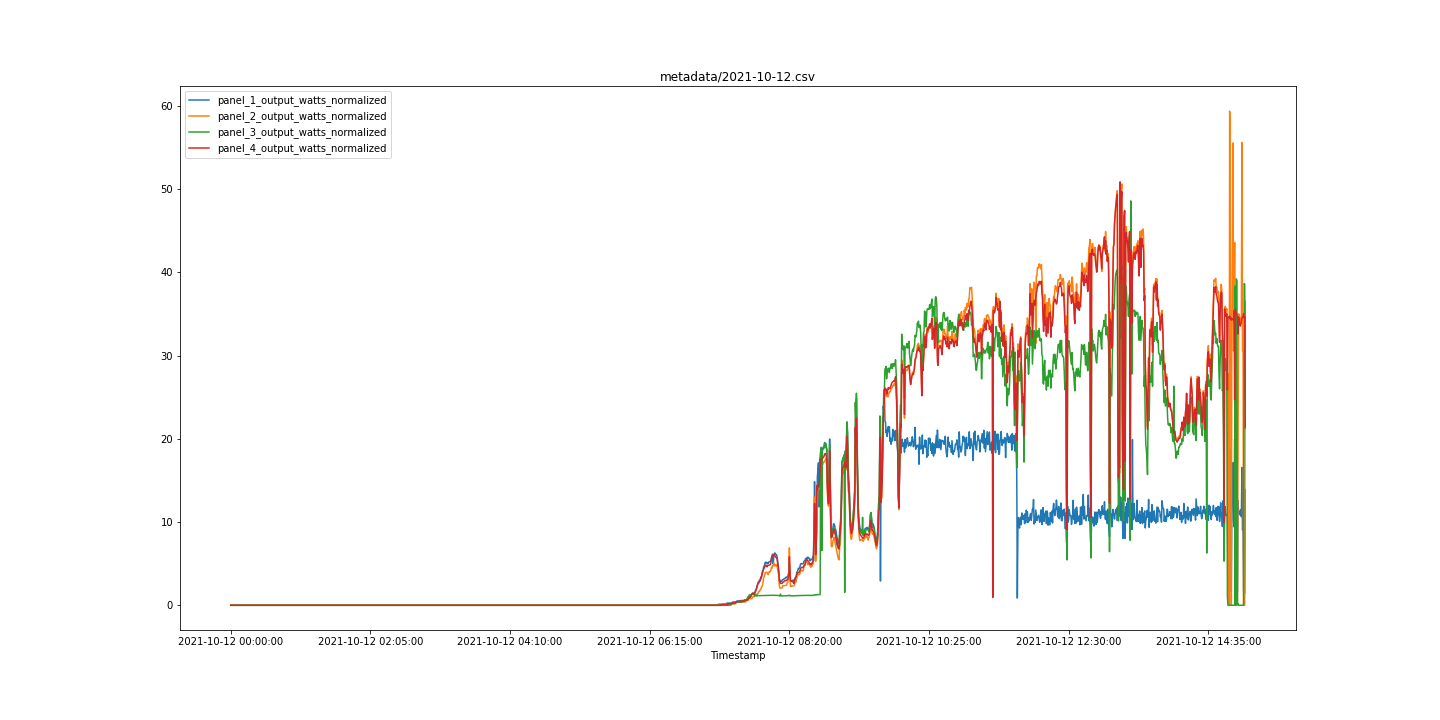 metadata/2021-10-12.csv
panel_1_output_watts_normalized
panel_2_output_watts_normalized
panel_3_output_watts_normalized
panel_4_output_watts_normalized
60
50
40
30
20
10
0
2021-10-12 00:00:00 2021-10-12 02:05:00 2021-10-12 04:10:00 2021-10-12 06:15:00 2021-10-12 08:20:00 2021-10-12 10:25:00 2021-10-12 12:30:00 2021-10-12 14:35:00
Timestamp